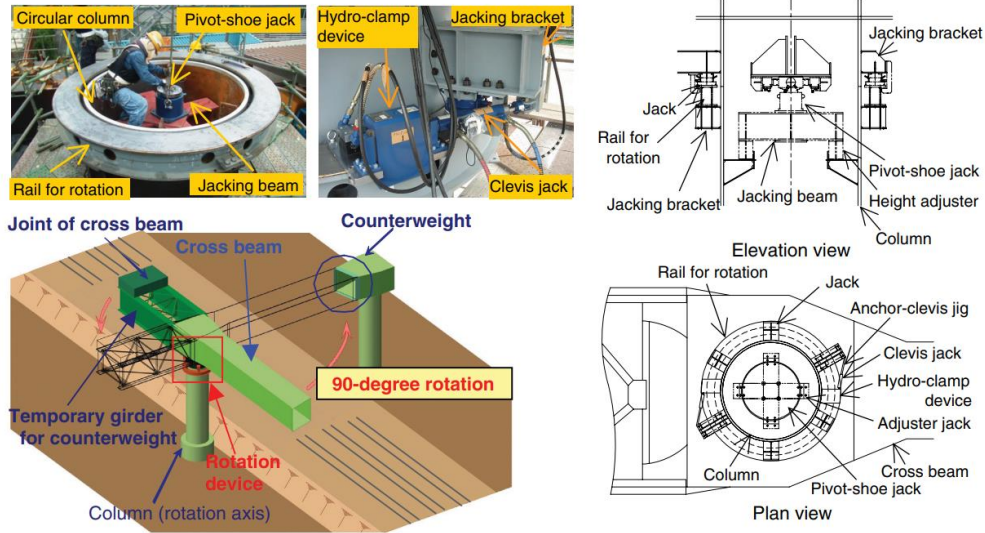 Circular column
Pivot-shoe jack
Rail for rotation
Jacking beam
Hydro-clamp
device
Jacking bracket
Clevis jack
Joint of cross beam
Cross beam
Counterweight
90-degree rotation
Temporary girder
for counterweight
Rotation
device
Column (rotation axis)
Jacking bracket
Jack
Rail for
rotation
Jacking bracket
Jacking beam
Pivot-shoe jack
Height adjuster
Column
Elevation view
Rail for rotation
Jack
Anchor-clevis jig
Clevis jack
Hydro-clamp
device
Adjuster jack
Column
Cross beam
Pivot-shoe jack
Plan view